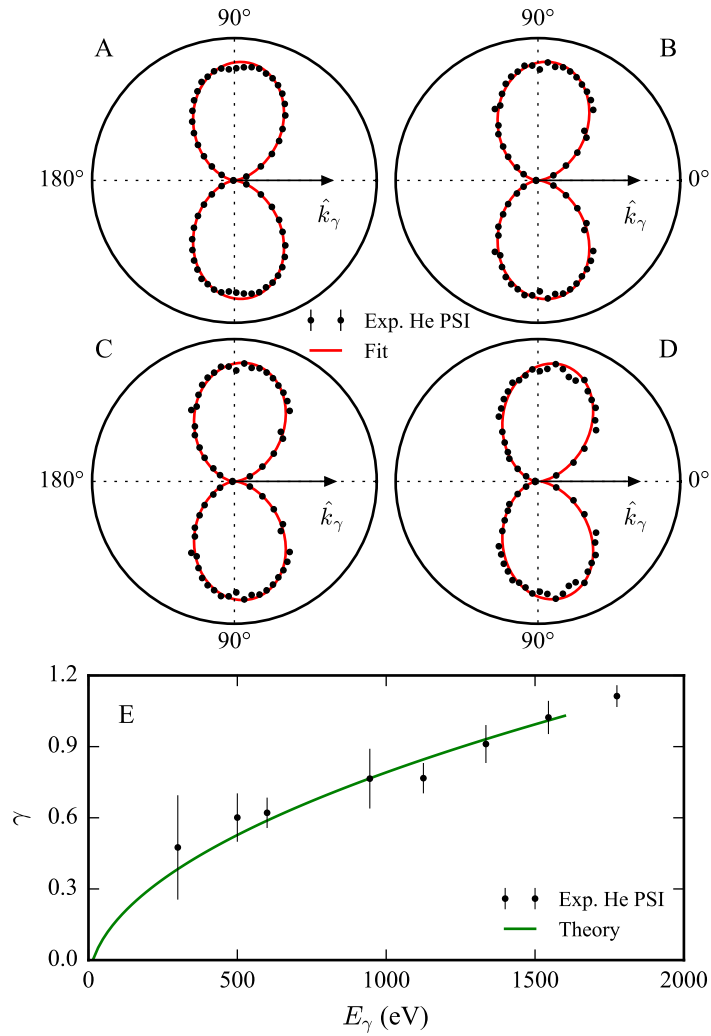 90°
A
B
180°
0°
k̂γ
k̂γ
Exp. He PSI
Fit
C
D
180°
0°
k̂γ
k̂γ
90°
90°
1.2
E
0.9
γ
0.6
0.3
Exp. He PSI
Theory
0.0
0
500
1000
1500
2000
Eγ (eV)
90°